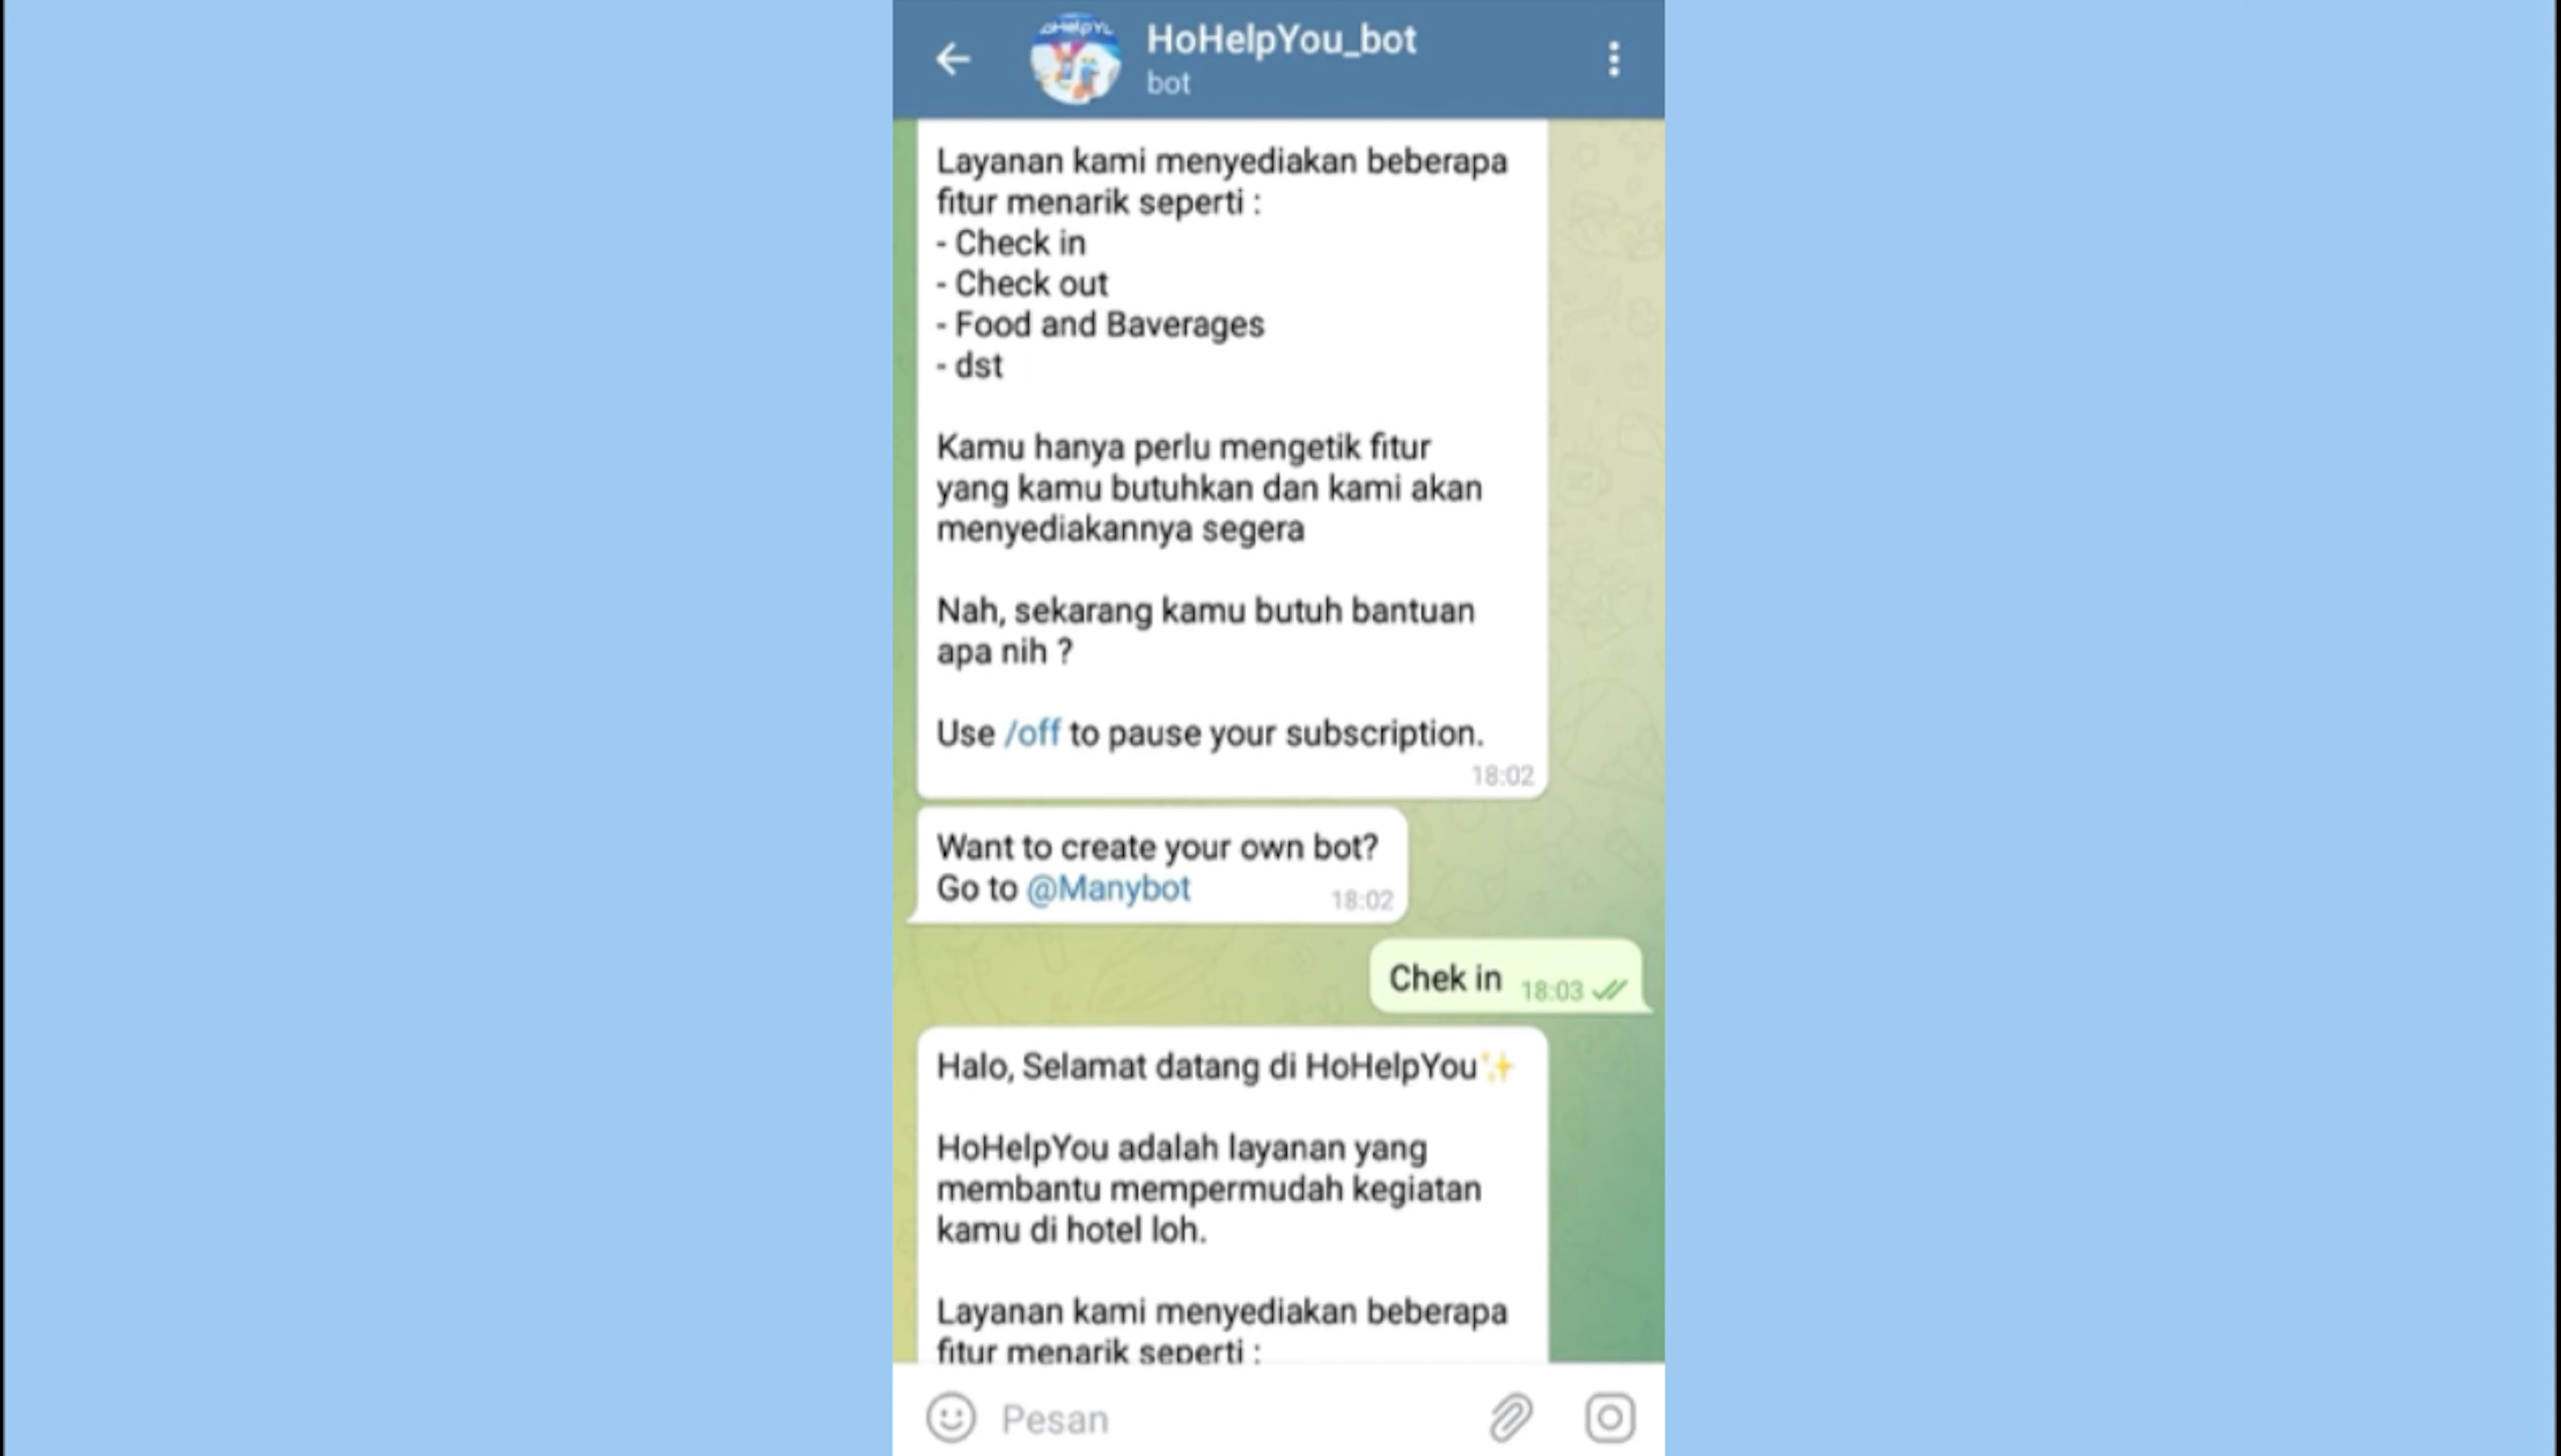 HoHelpYou_bot
bot
Layanan kami menyediakan beberapa
fitur menarik seperti :
- Check in
- Check out
- Food and Baverages
- dst
Kamu hanya perlu mengetik fitur
yang kamu butuhkan dan kami akan
menyediakannya segera
Nah, sekarang kamu butuh bantuan
apa nih ?
Use /off to pause your subscription.
18:02
Want to create your own bot?
Go to @Manybot
18:02
Chek in
18:03
Halo, Selamat datang di HoHelpYou✨
HoHelpYou adalah layanan yang
membantu mempermudah kegiatan
kamu di hotel loh.
Layanan kami menyediakan beberapa
fitur menarik seperti :
Pesan